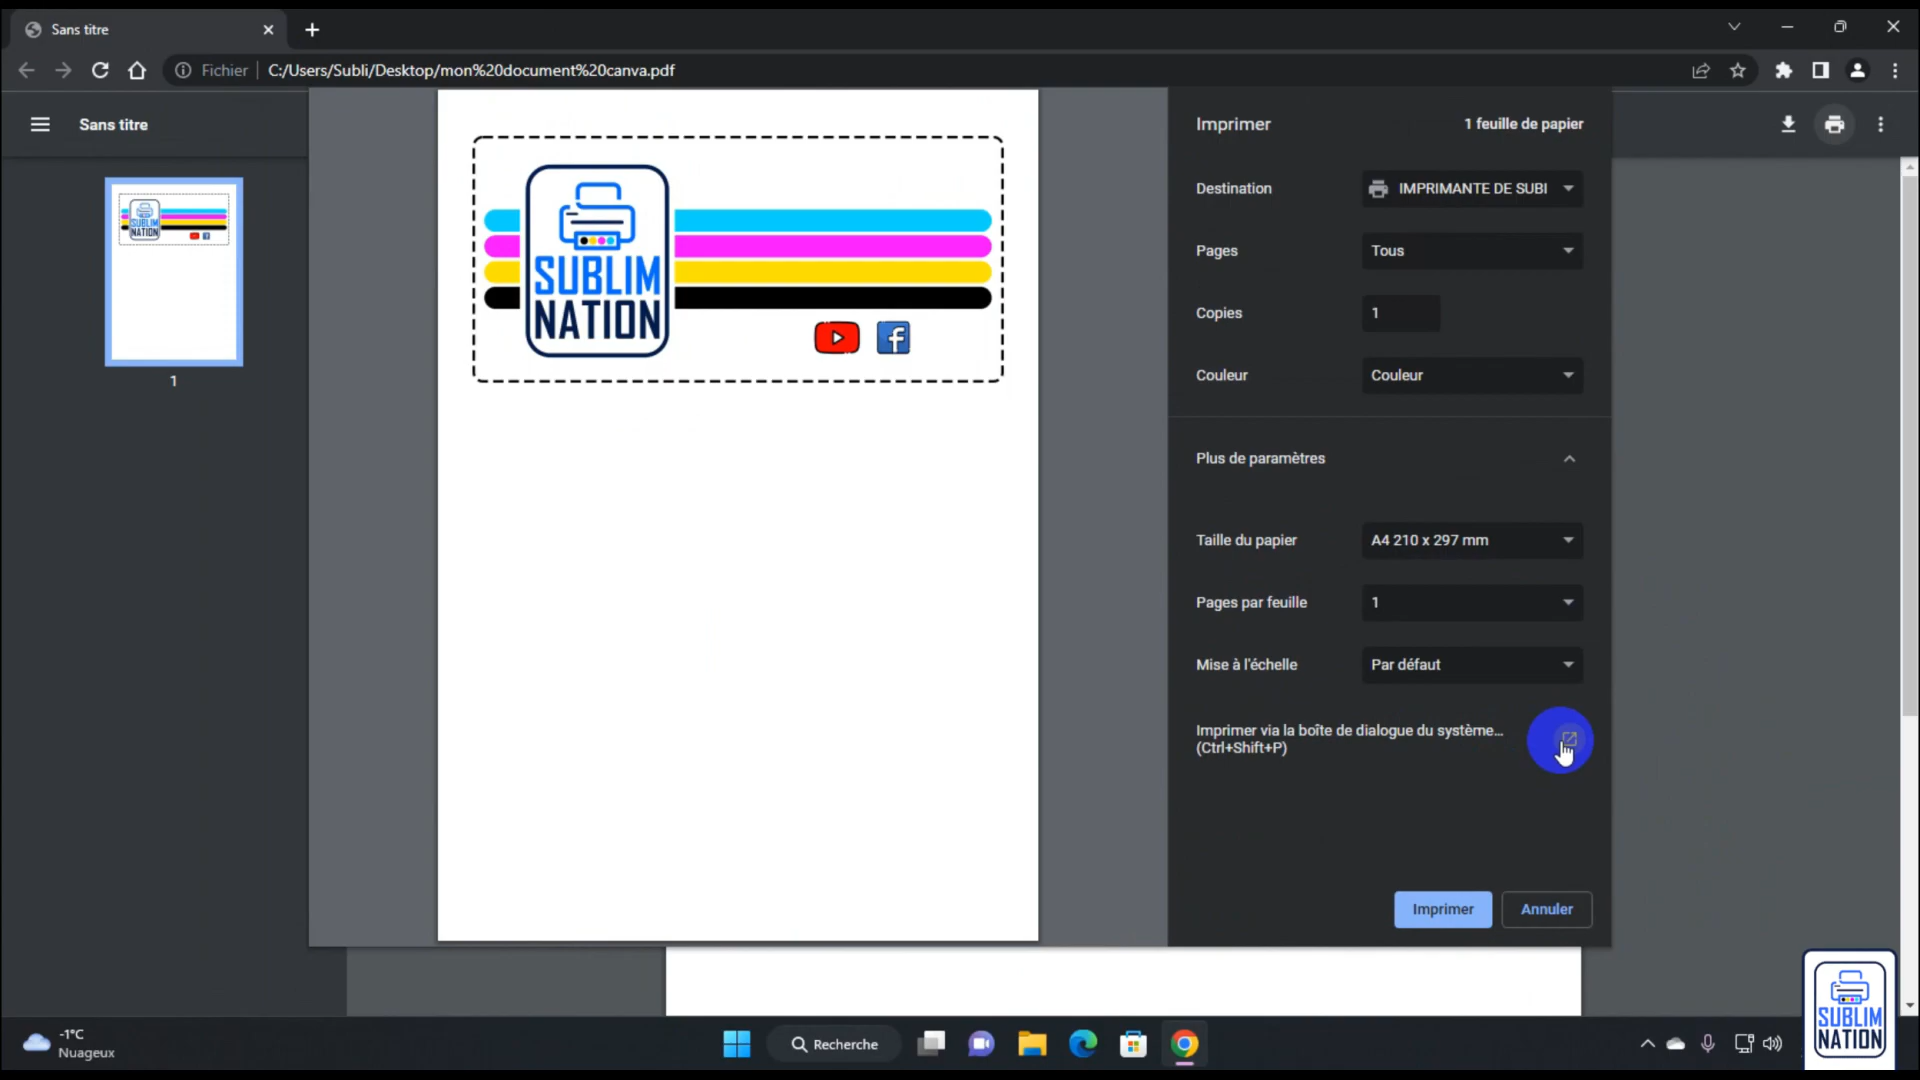 Sans titre
Fichier
C:/Users/Subli/Desktop/mon%20document%20canva.pdf
Sans titre
SUBLIM
NATION
1
SUBLIM
NATION
Imprimer
1 feuille de papier
Destination
IMPRIMANTE DE SUBI
Pages
Tous
Copies
1
Couleur
Couleur
Plus de paramètres
Taille du papier
A4 210 x 297 mm
Pages par feuille
1
Mise à l'échelle
Par défaut
Imprimer via la boîte de dialogue du système...
(Ctrl+Shift+P)
Imprimer
Annuler
-1°C
Nuageux
Recherche
SUBLIM
NATION